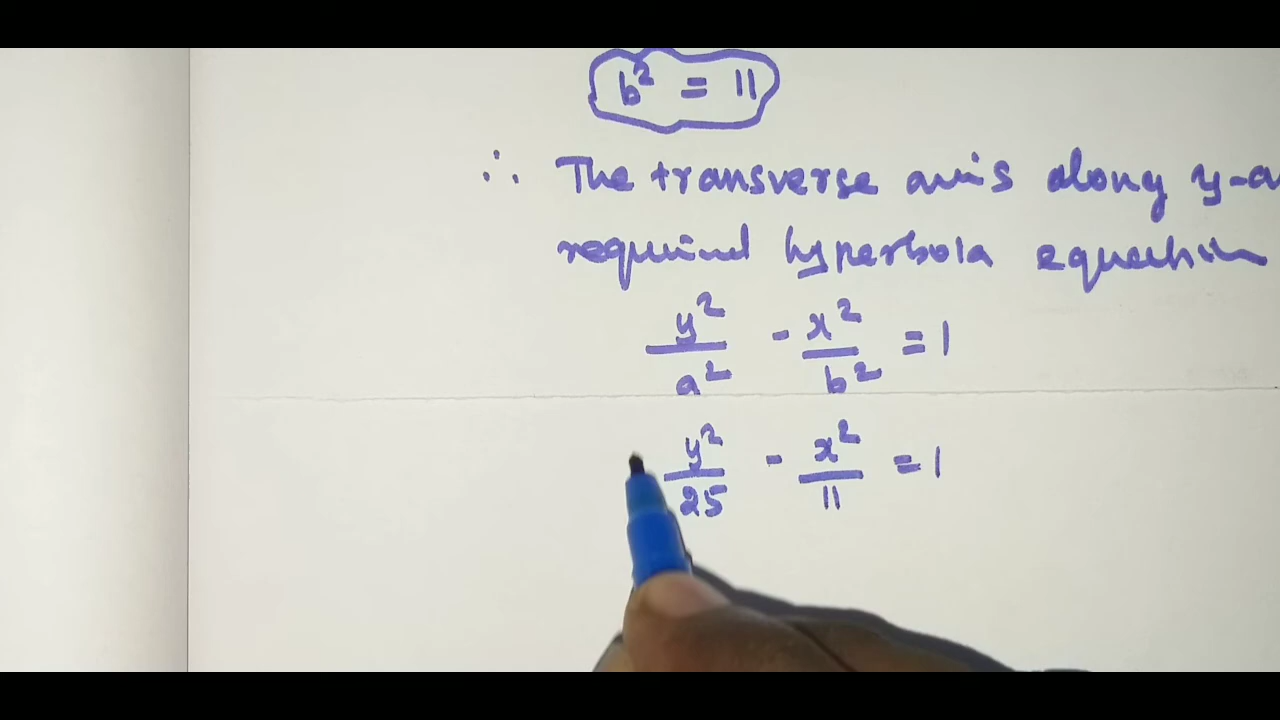 b² = 11
∴ The transverse axis along y-a
required hyperbola equation
y²/a² - x²/b² = 1
y²/25 - x²/11 = 1